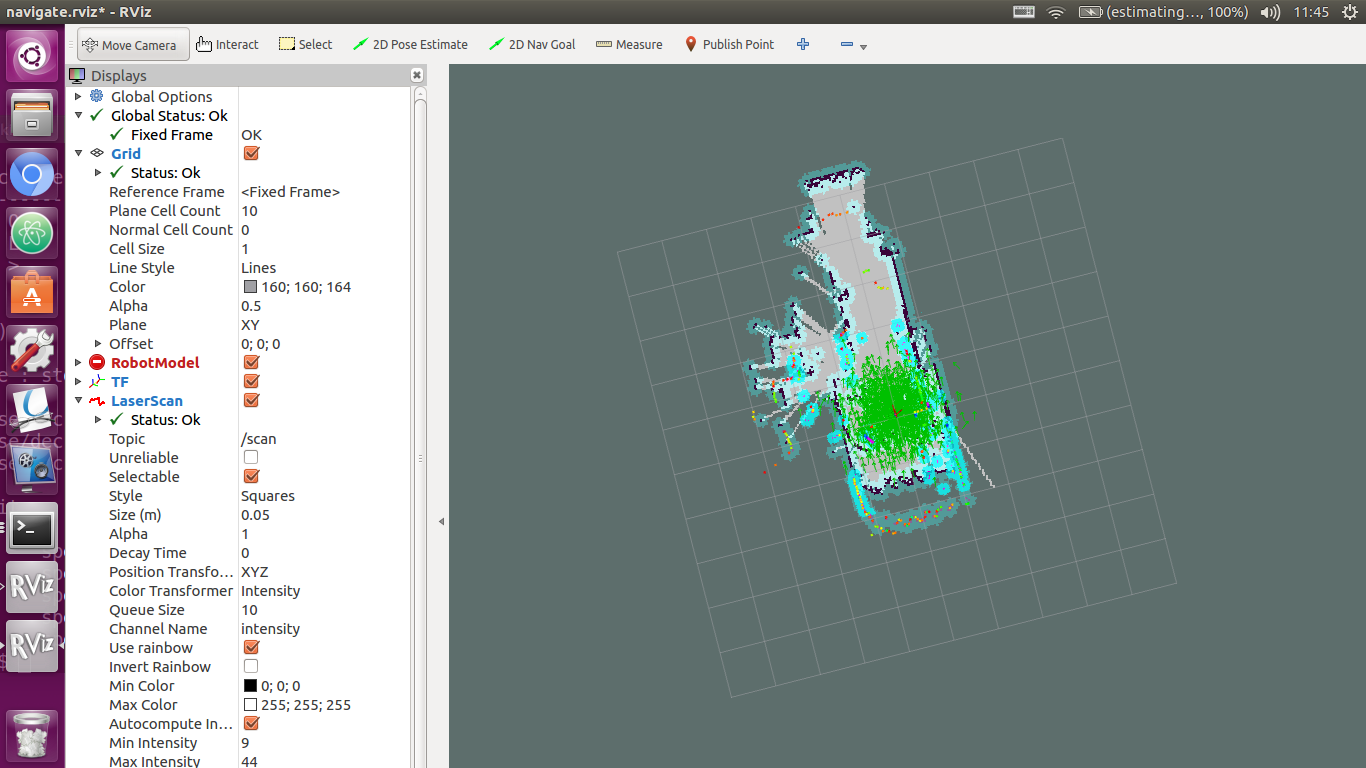 navigate.rviz* - RViz
(estimating..., 100%)
11:45
Move Camera
Interact
Select
2D Pose Estimate
2D Nav Goal
Measure
Publish Point
Displays
Global Options
Global Status: Ok
Fixed Frame OK
Grid
Status: Ok
Reference Frame <Fixed Frame>
Plane Cell Count 10
Normal Cell Count 0
Cell Size 1
Line Style Lines
Color 160; 160; 164
Alpha 0.5
Plane XY
Offset 0; 0; 0
RobotModel
TF
LaserScan
Status: Ok
Topic /scan
Unreliable
Selectable
Style Squares
Size (m) 0.05
Alpha 1
Decay Time 0
Position Transfo... XYZ
Color Transformer Intensity
Queue Size 10
Channel Name intensity
Use rainbow
Invert Rainbow
Min Color 0; 0; 0
Max Color 255; 255; 255
Autocompute In...
Min Intensity 9
Max Intensity 44
RViz
RViz